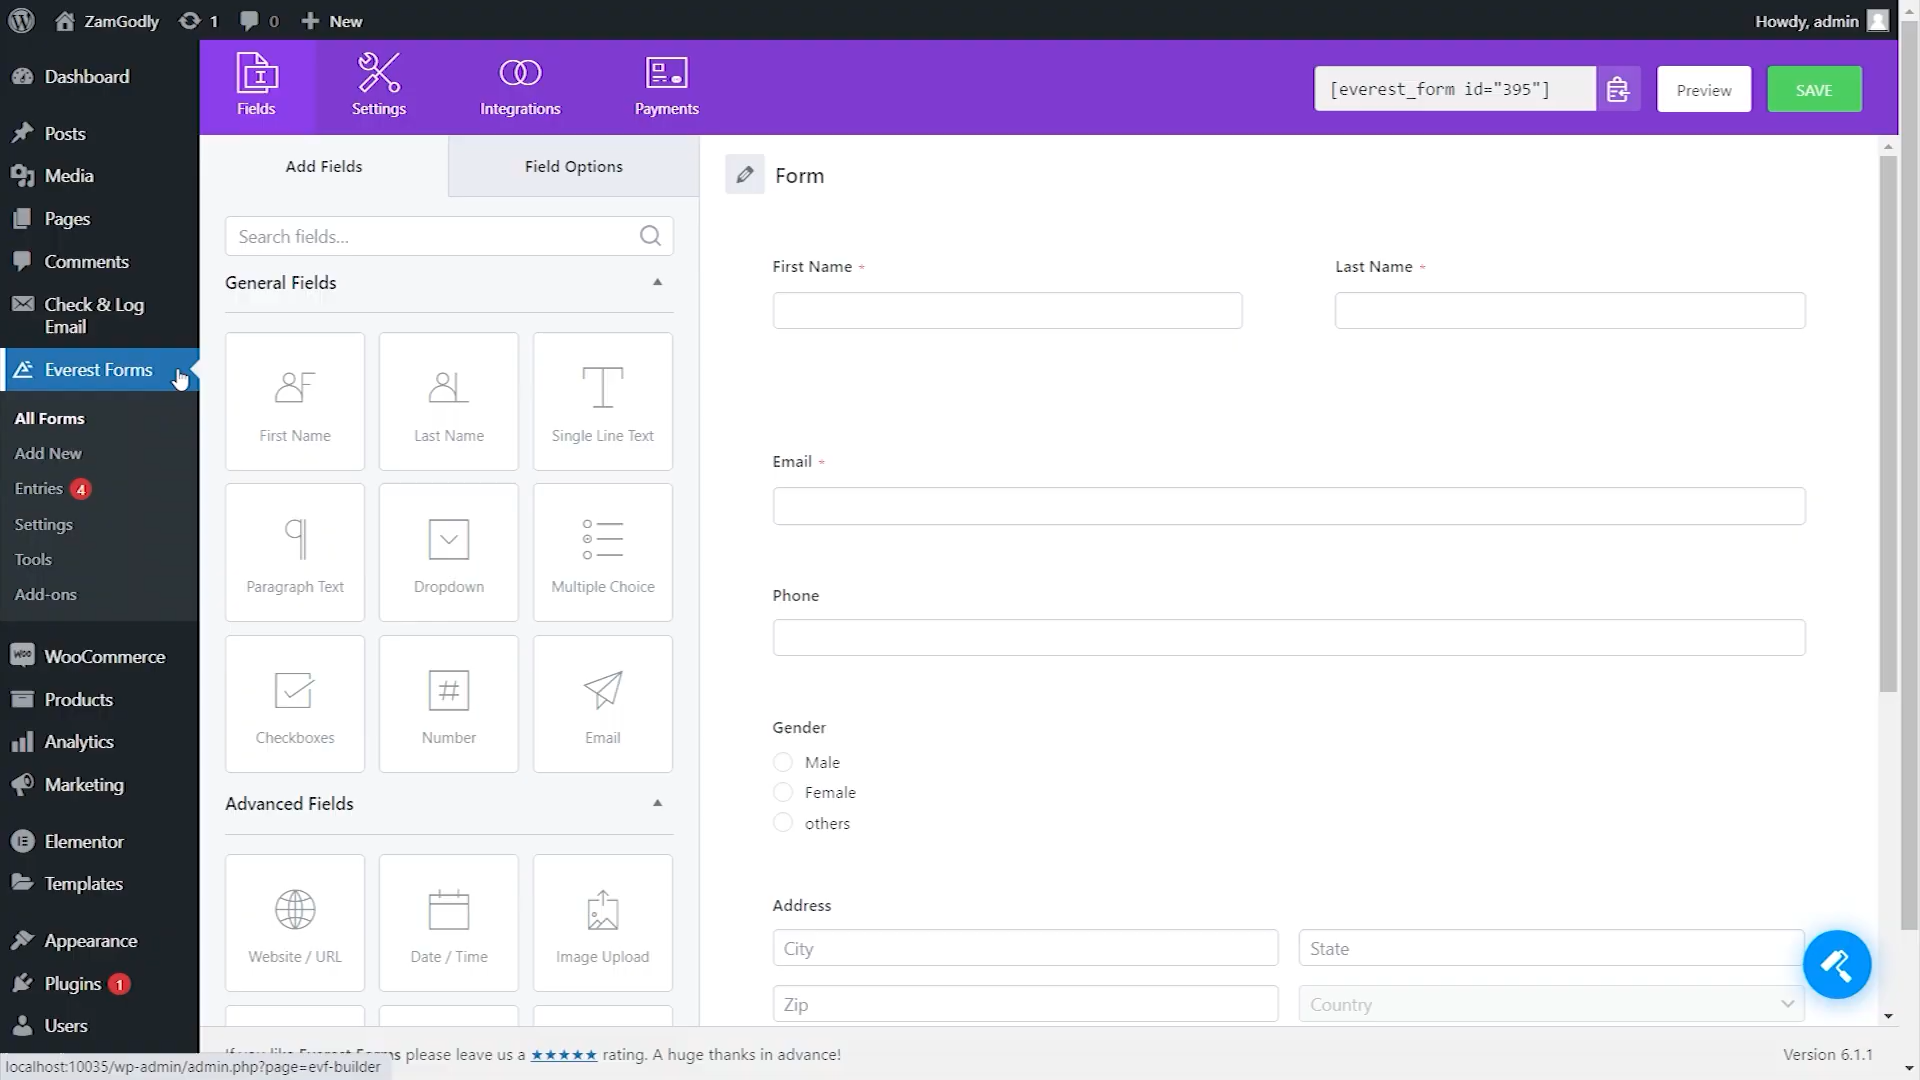 ZamGodly 1 0 New Howdy, admin
Dashboard
Posts
Media
Pages
Comments
Check & Log
Email
Everest Forms
All Forms
Add New
Entries 4
Settings
Tools
Add-ons
WooCommerce
Products
Analytics
Marketing
Elementor
Templates
Appearance
Plugins 1
Users
Fields Settings Integrations Payments
[everest_form id="395"] Preview SAVE
Add Fields Field Options
Search fields...
General Fields
First Name Last Name Single Line Text
Paragraph Text Dropdown Multiple Choice
Checkboxes Number Email
Advanced Fields
Website / URL Date / Time Image Upload
Form
First Name * Last Name *
Email *
Phone
Gender
Male
Female
others
Address
City State
Zip Country
please leave us a ★★★★★ rating. A huge thanks in advance! Version 6.1.1
localhost:10035/wp-admin/admin.php?page=evf-builder